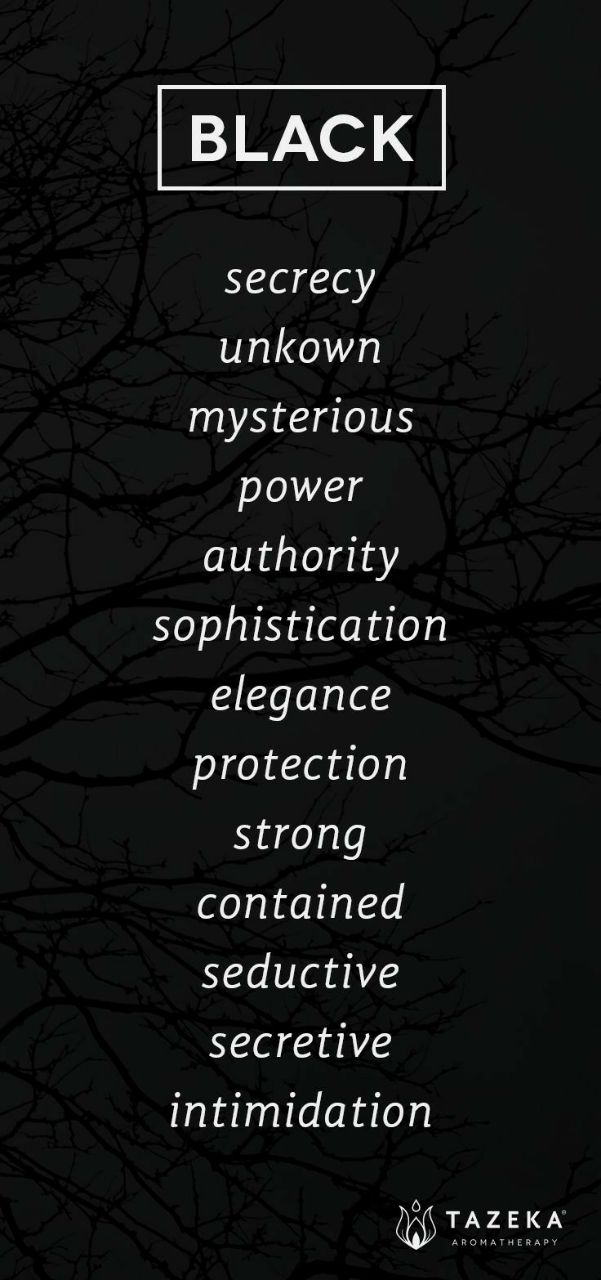 BLACK
secrecy
unkown
mysterious
power
authority
sophistication
elegance
protection
strong
contained
seductive
secretive
intimidation
TAZEKA®
AROMATHERAPY